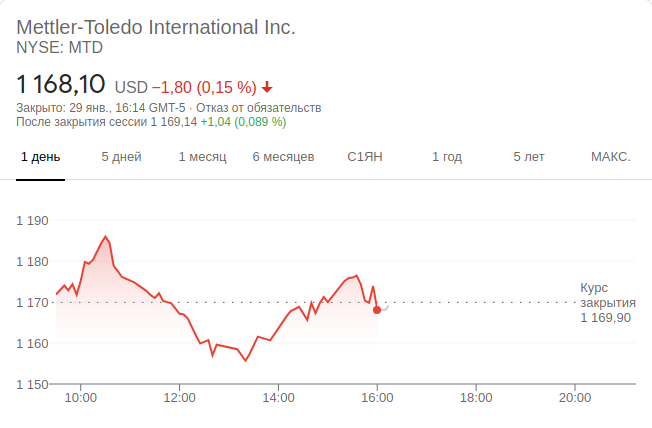 Mettler-Toledo International Inc.
NYSE: MTD
1 168,10 USD −1,80 (0,15 %)
Закрыто: 29 янв., 16:14 GMT-5 · Отказ от обязательств
После закрытия сессии 1 169,14 +1,04 (0,089 %)
1 день 5 дней 1 месяц 6 месяцев С1ЯН 1 год 5 лет МАКС.
1 190
1 180
1 170
1 160
1 150
Курс
закрытия
1 169,90
10:00 12:00 14:00 16:00 18:00 20:00